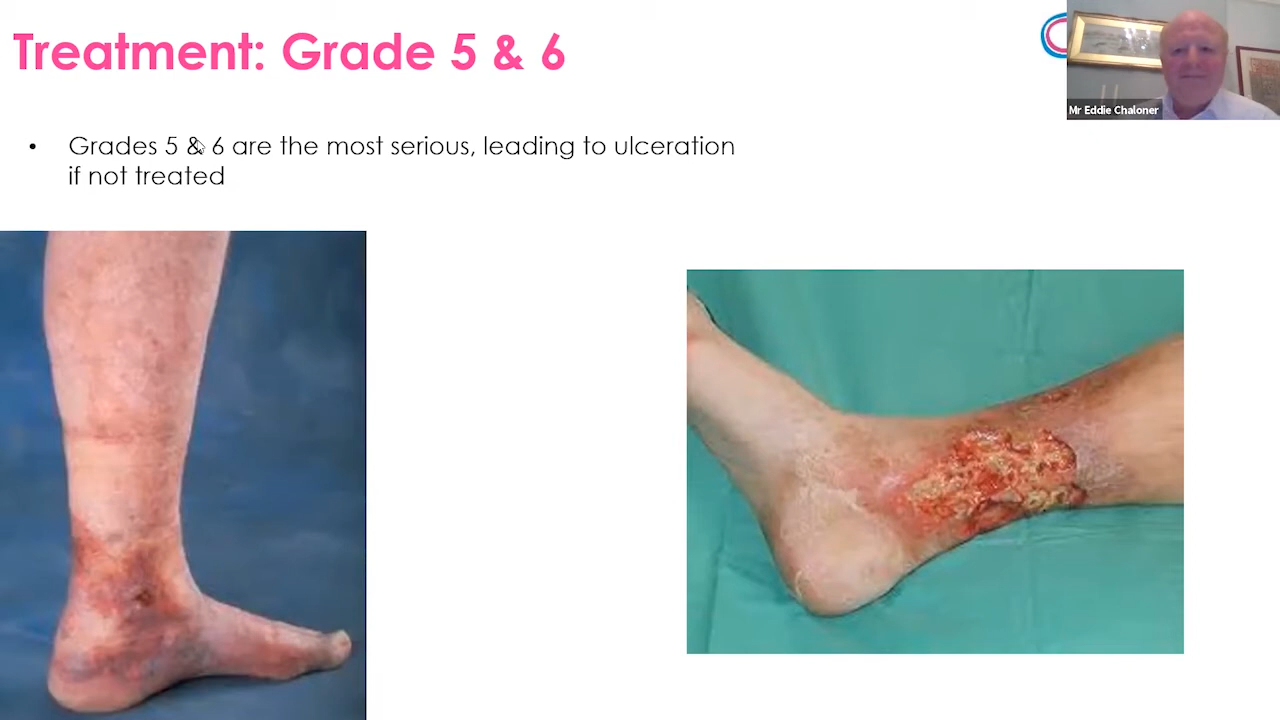 Treatment: Grade 5 & 6
Mr Eddie Chaloner
• Grades 5 & 6 are the most serious, leading to ulceration
if not treated